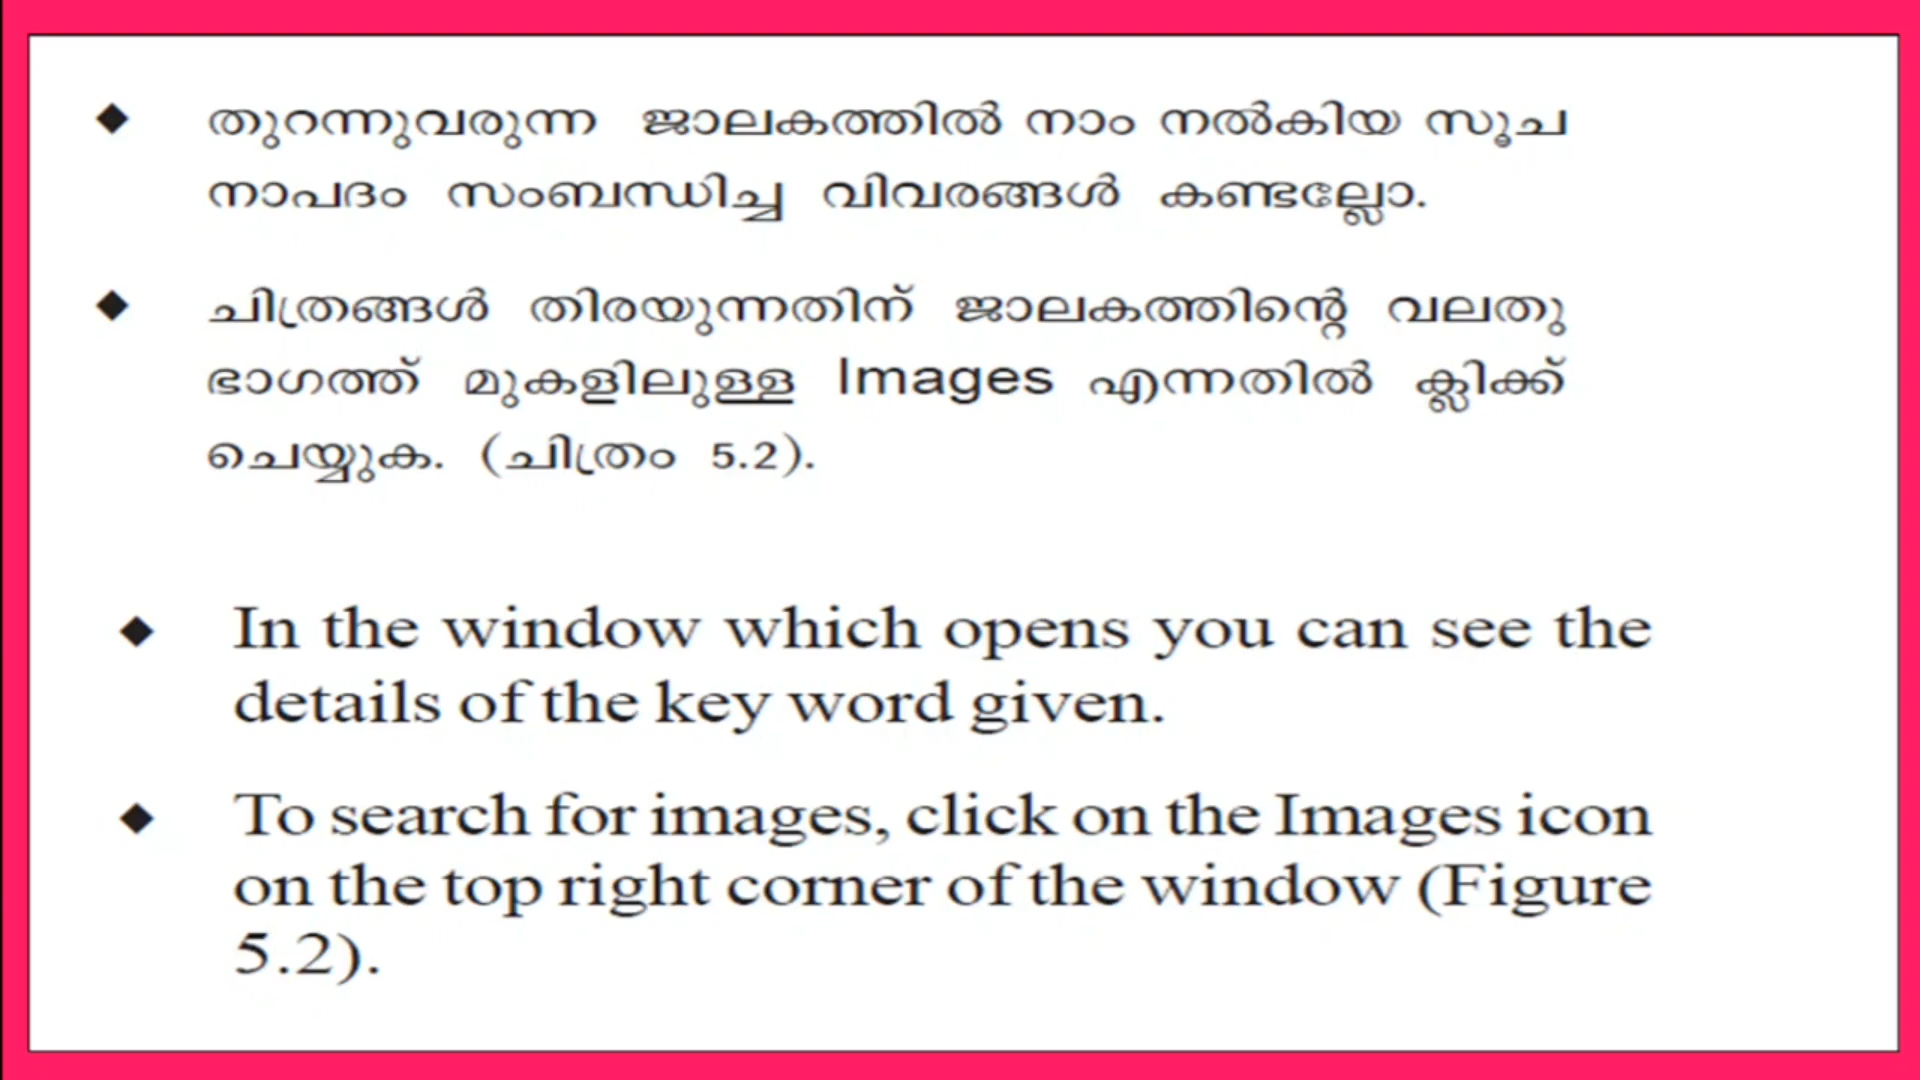 ◆ തുറന്നുവരുന്ന ജാലകത്തിൽ നാം നൽകിയ സൂച
നാപദം സംബന്ധിച്ച വിവരങ്ങൾ കണ്ടല്ലോ.
◆ ചിത്രങ്ങൾ തിരയുന്നതിന് ജാലകത്തിന്റെ വലതു
ഭാഗത്ത് മുകളിലുള്ള Images എന്നതിൽ ക്ലിക്ക്
ചെയ്യുക. (ചിത്രം 5.2).
◆ In the window which opens you can see the
details of the key word given.
◆ To search for images, click on the Images icon
on the top right corner of the window (Figure
5.2).